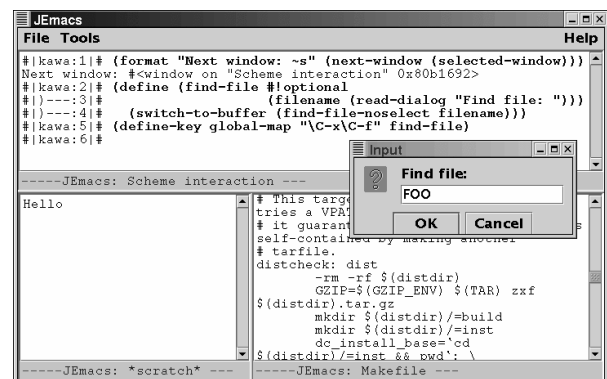 JEmacs
File Tools Help
#|kawa:1|# (format "Next window: ~s" (next-window (selected-window)))
Next window: #<window on "Scheme interaction" 0x80b1692>
#|kawa:2|# (define (find-file #!optional
#|)---:3|# (filename (read-dialog "Find file: ")))
#|)---:4|# (switch-to-buffer (find-file-noselect filename)))
#|kawa:5|# (define-key global-map "\C-x\C-f" find-file)
#|kawa:6|#
-----JEmacs: Scheme interaction ---
Input
Find file:
FOO
OK Cancel
Hello
-----JEmacs: *scratch* ---
# This targe
tries a VPAT
# it guarant s
self-contained by making another
# tarfile.
distcheck: dist
-rm -rf $(distdir)
GZIP=$(GZIP_ENV) $(TAR) zxf
$(distdir).tar.gz
mkdir $(distdir)/=build
mkdir $(distdir)/=inst
dc_install_base=`cd
$(distdir)/=inst && pwd`; \
-----JEmacs: Makefile ---